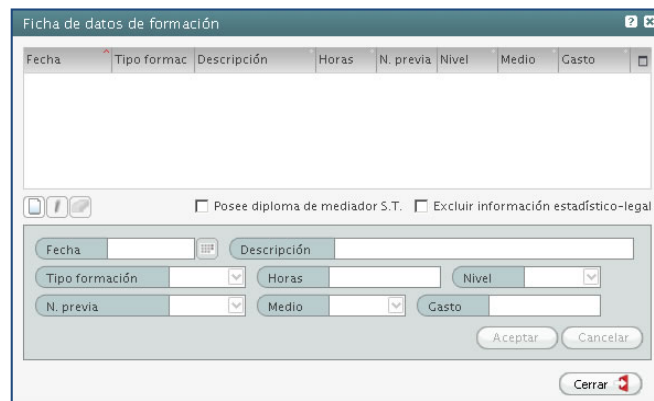 Ficha de datos de formación
Fecha Tipo formac Descripción Horas N. previa Nivel Medio Gasto
Posee diploma de mediador S.T. Excluir información estadístico-legal
Fecha Descripción
Tipo formación Horas Nivel
N. previa Medio Gasto
Aceptar Cancelar
Cerrar